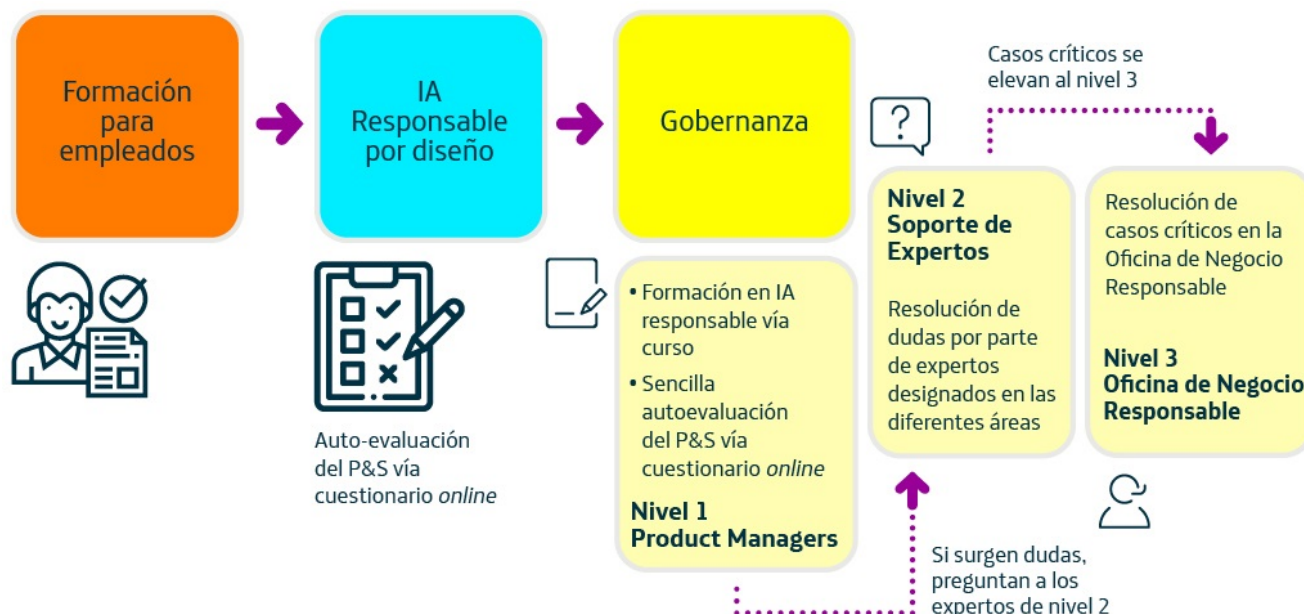 Formación
para
empleados
IA
Responsable
por diseño
Auto-evaluación
del P&S vía
cuestionario online
Gobernanza
• Formación en IA
responsable vía
curso
• Sencilla
autoevaluación
del P&S vía
cuestionario online
Nivel 1
Product Managers
Si surgen dudas,
preguntan a los
expertos de nivel 2
?
Nivel 2
Soporte de
Expertos
Resolución de
dudas por parte
de expertos
designados en las
diferentes áreas
Casos críticos se
elevan al nivel 3
Resolución de
casos críticos en la
Oficina de Negocio
Responsable
Nivel 3
Oficina de Negocio
Responsable